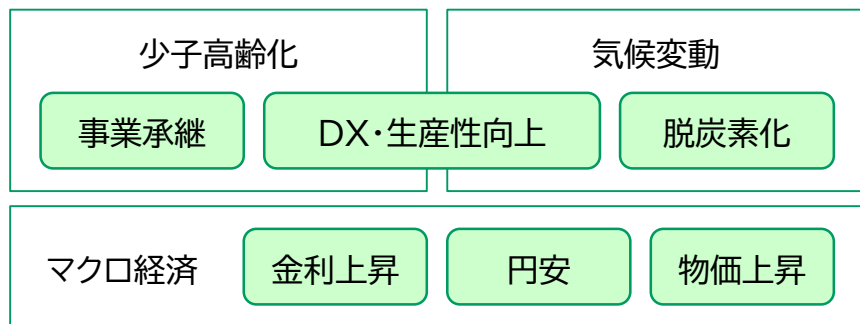 少子高齢化
気候変動
事業承継
DX・生産性向上
脱炭素化
マクロ経済
金利上昇
円安
物価上昇